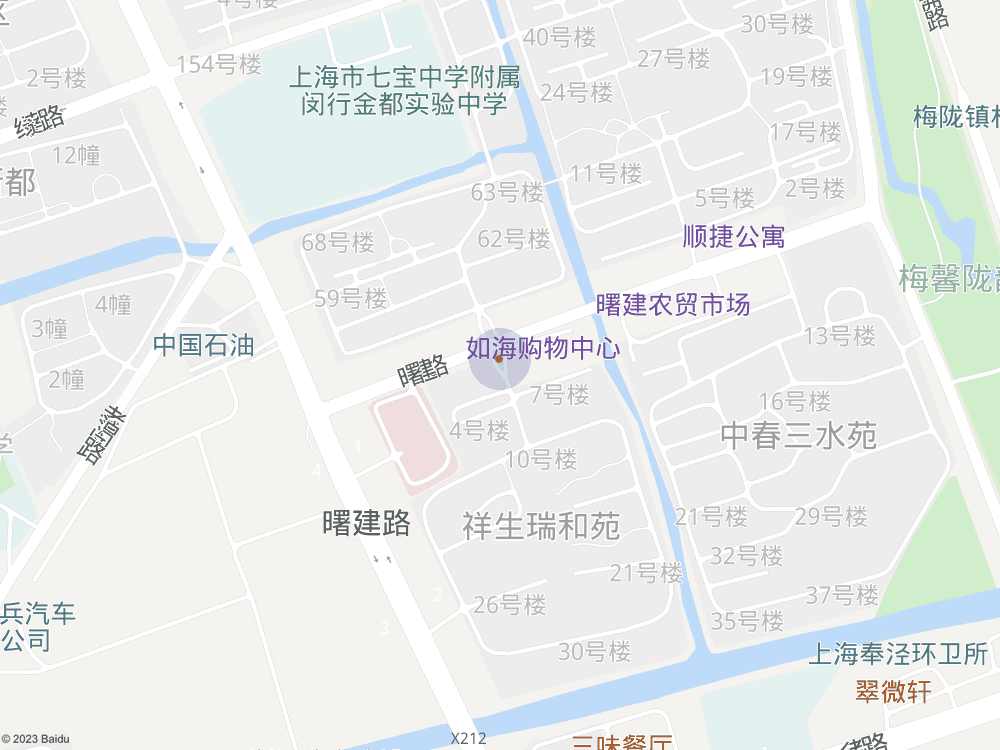 40号楼
30号楼
27号楼
154号楼
2号楼
上海市七宝中学附属
闵行金都实验中学
24号楼
19号楼
梅陇镇
17号楼
12幢
都
11号楼
63号楼
5号楼
2号楼
68号楼
62号楼
顺捷公寓
梅馨陇
59号楼
4幢
曙建农贸市场
3幢
中国石油
如海购物中心
13号楼
曙建路
2幢
7号楼
16号楼
4号楼
中春三水苑
1
10号楼
4
曙建路
祥生瑞和苑
21号楼
29号楼
32号楼
21号楼
2
26号楼
37号楼
兵汽车
公司
3
35号楼
30号楼
上海奉泾环卫所
翠微轩
X212
三味餐厅
© 2023 Baidu